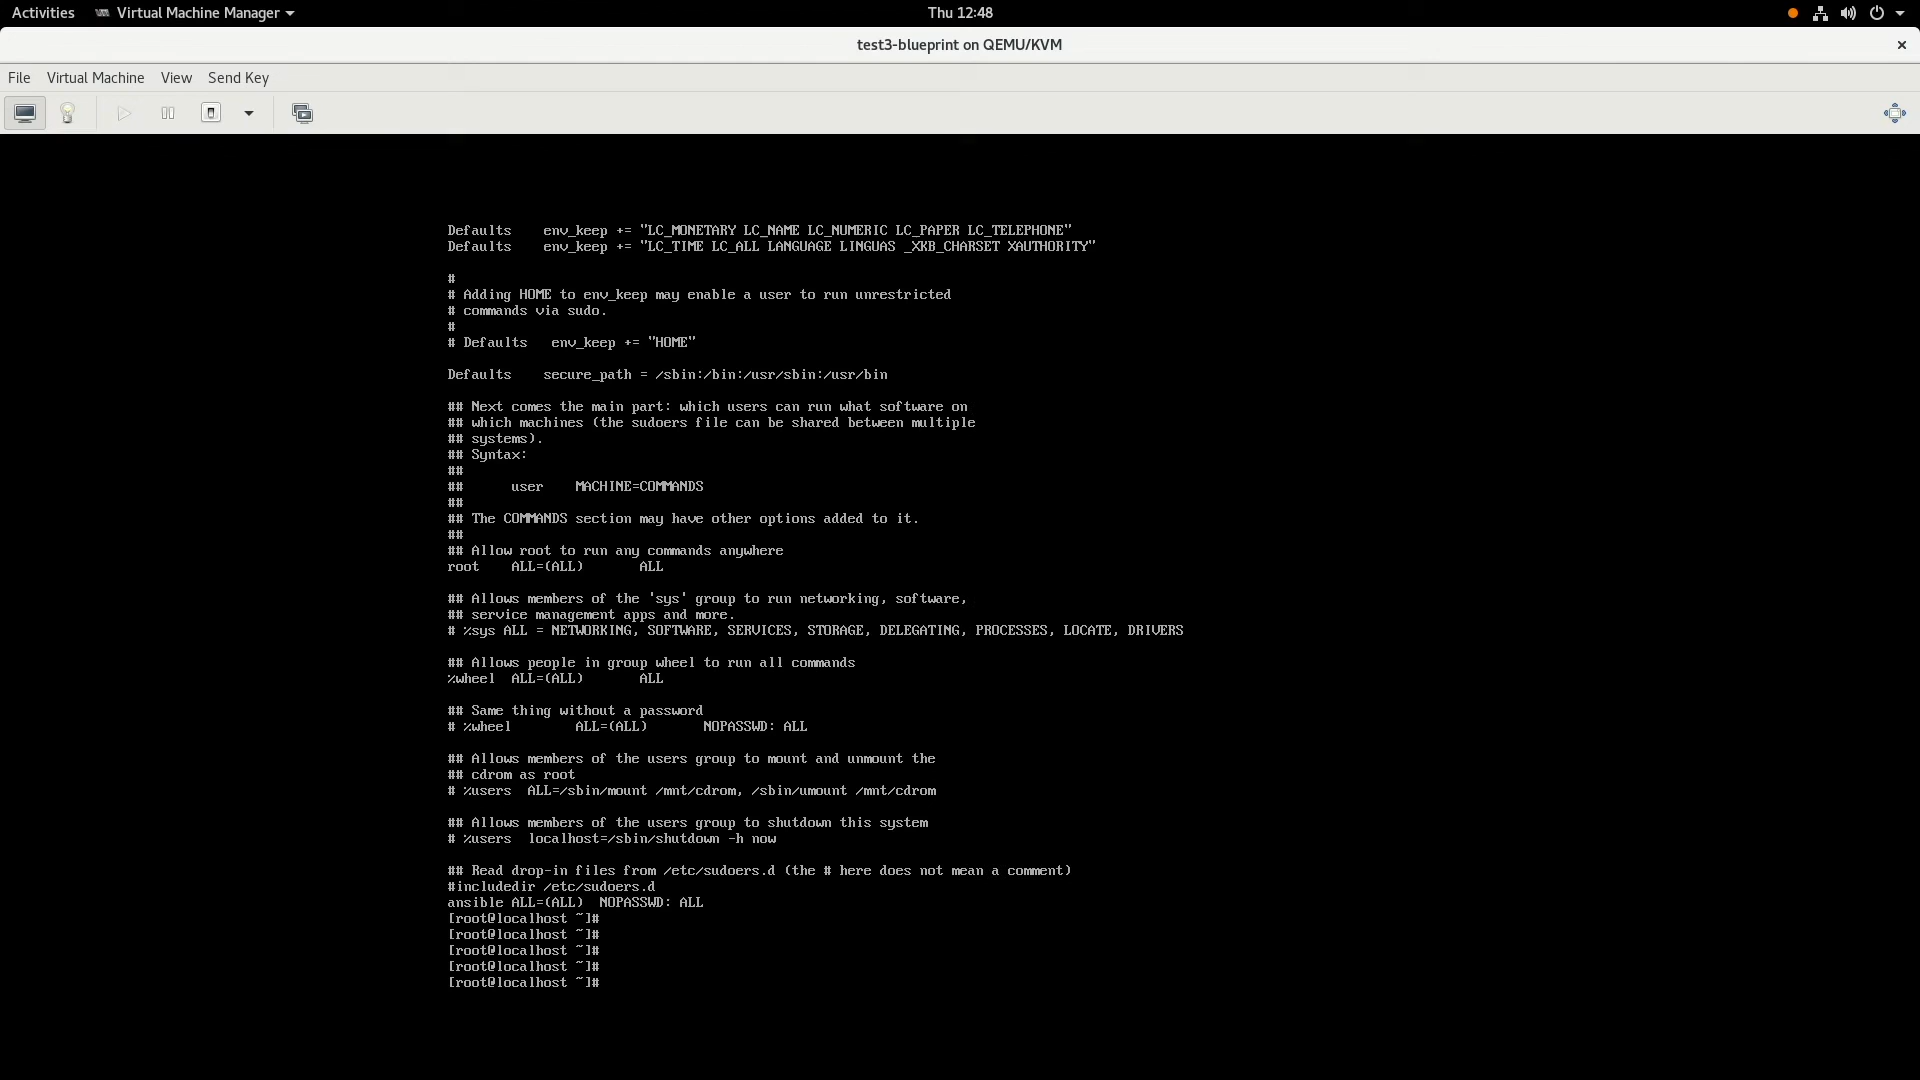 Activities Virtual Machine Manager Thu 12:48
test3-blueprint on QEMU/KVM
File Virtual Machine View Send Key
Defaults    env_keep += "LC_MONETARY LC_NAME LC_NUMERIC LC_PAPER LC_TELEPHONE"
Defaults    env_keep += "LC_TIME LC_ALL LANGUAGE LINGUAS _XKB_CHARSET XAUTHORITY"
#
# Adding HOME to env_keep may enable a user to run unrestricted
# commands via sudo.
#
# Defaults   env_keep += "HOME"
Defaults    secure_path = /sbin:/bin:/usr/sbin:/usr/bin
## Next comes the main part: which users can run what software on
## which machines (the sudoers file can be shared between multiple
## systems).
## Syntax:
##
##      user    MACHINE=COMMANDS
##
## The COMMANDS section may have other options added to it.
##
## Allow root to run any commands anywhere
root    ALL=(ALL)       ALL
## Allows members of the 'sys' group to run networking, software,
## service management apps and more.
# %sys ALL = NETWORKING, SOFTWARE, SERVICES, STORAGE, DELEGATING, PROCESSES, LOCATE, DRIVERS
## Allows people in group wheel to run all commands
%wheel  ALL=(ALL)       ALL
## Same thing without a password
# %wheel        ALL=(ALL)       NOPASSWD: ALL
## Allows members of the users group to mount and unmount the
## cdrom as root
# %users  ALL=/sbin/mount /mnt/cdrom, /sbin/umount /mnt/cdrom
## Allows members of the users group to shutdown this system
# %users  localhost=/sbin/shutdown -h now
## Read drop-in files from /etc/sudoers.d (the # here does not mean a comment)
#includedir /etc/sudoers.d
ansible ALL=(ALL)  NOPASSWD: ALL
[root@localhost ~]#
[root@localhost ~]#
[root@localhost ~]#
[root@localhost ~]#
[root@localhost ~]#